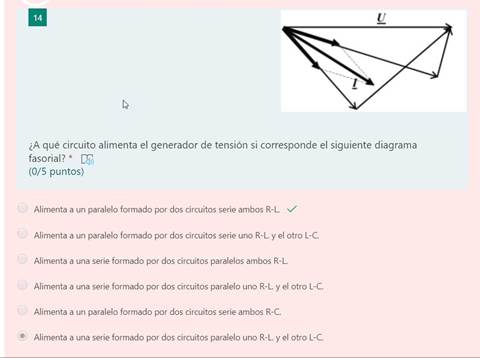 14
U
I
¿A qué circuito alimenta el generador de tensión si corresponde el siguiente diagrama
fasorial? *
(0/5 puntos)
Alimenta a un paralelo formado por dos circuitos serie ambos R-L.
Alimenta a un paralelo formado por dos circuitos serie uno R-L. y el otro L-C.
Alimenta a una serie formado por dos circuitos paralelos ambos R-L.
Alimenta a una serie formado por dos circuitos paralelo uno R-L. y el otro L-C.
Alimenta a un paralelo formado por dos circuitos serie ambos R-C.
Alimenta a una serie formado por dos circuitos paralelo uno R-L. y el otro L-C.